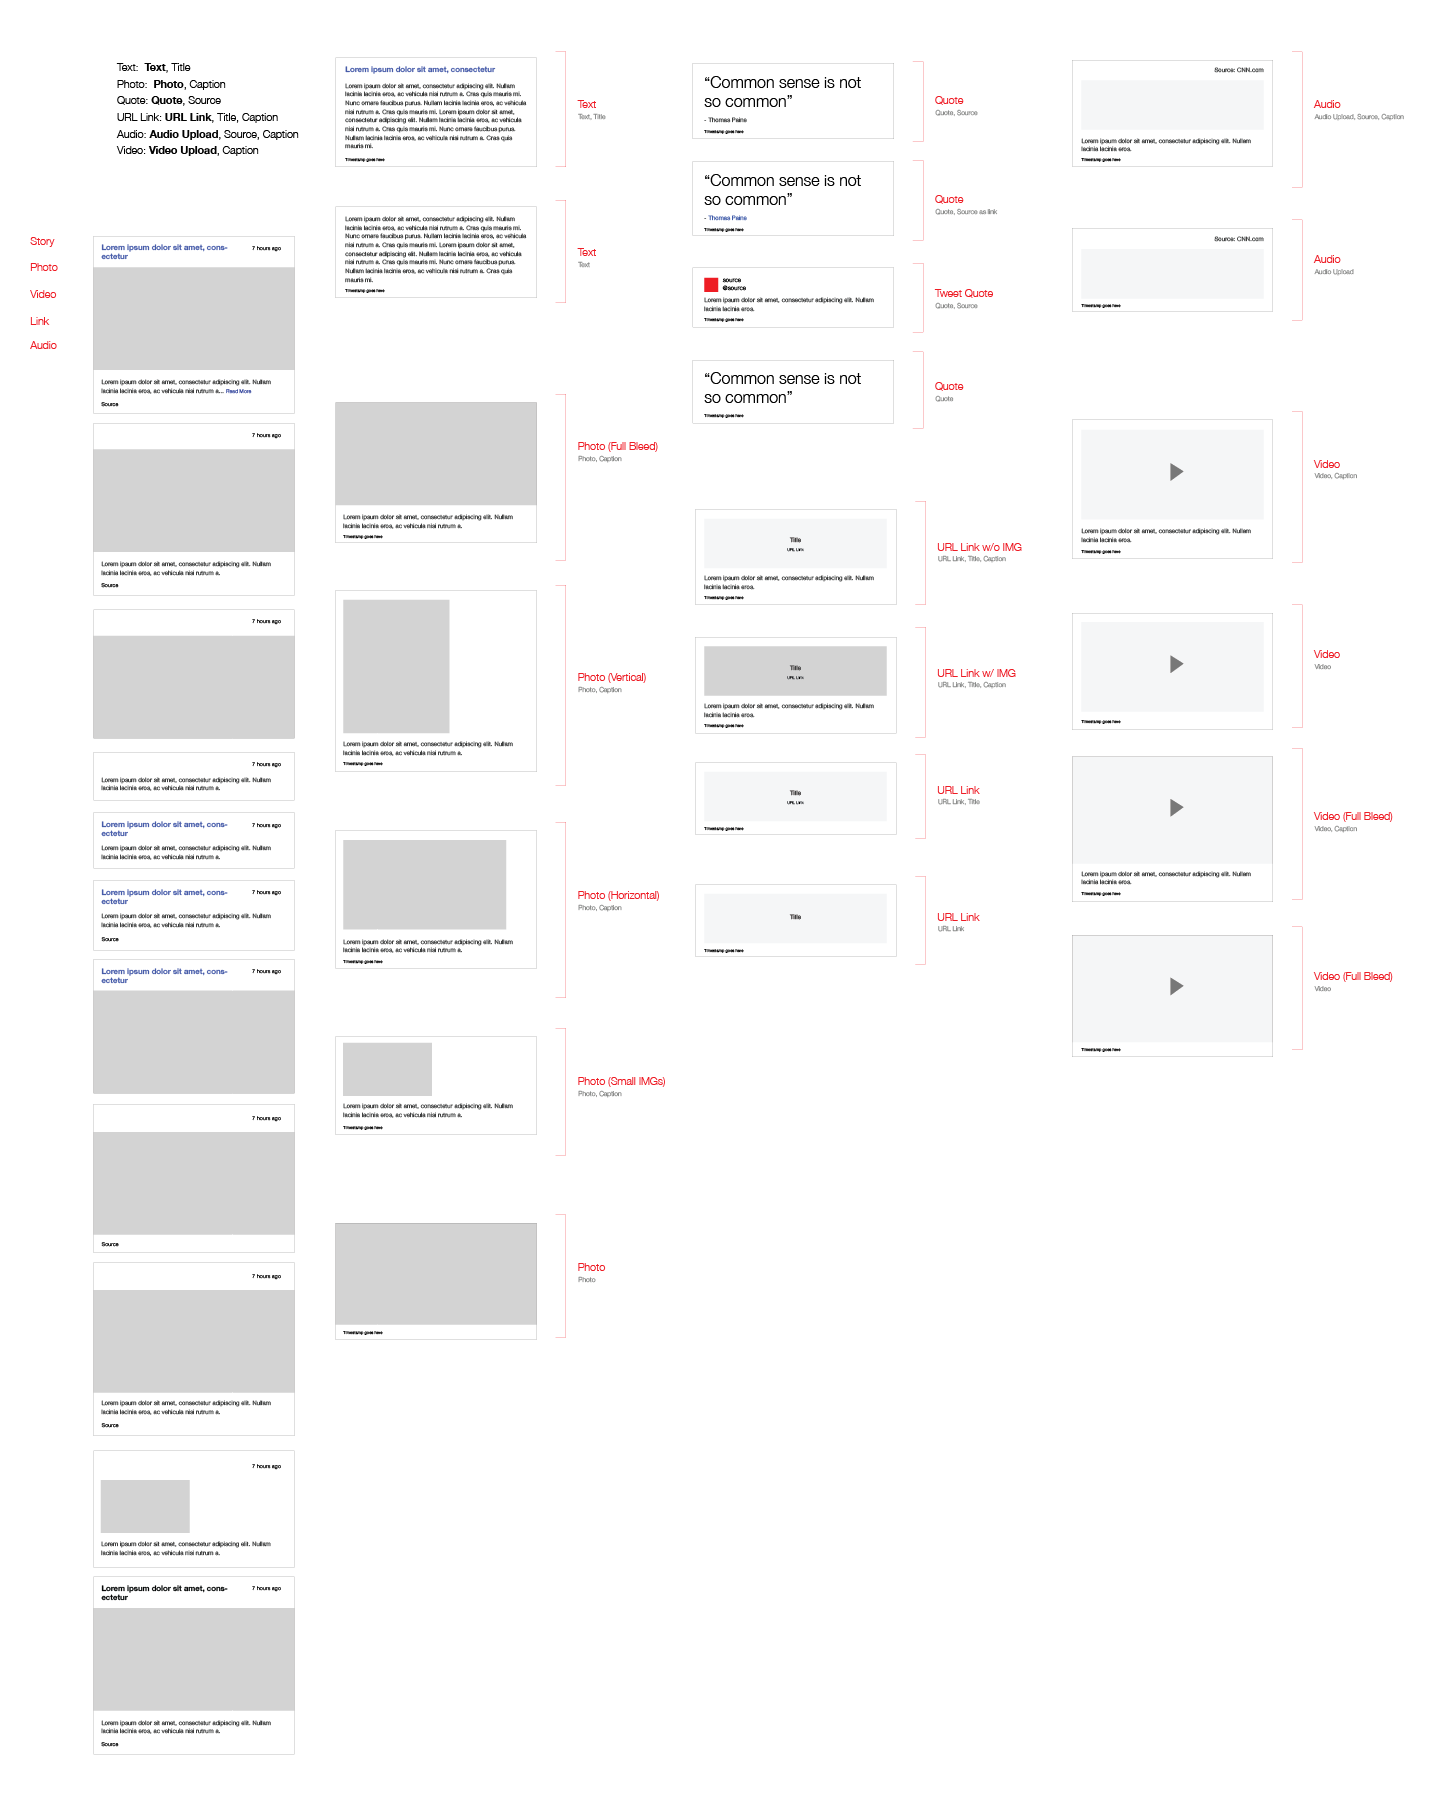 Text:  Text, Title
Photo:  Photo, Caption
Quote: Quote, Source
URL Link: URL Link, Title, Caption
Audio: Audio Upload, Source, Caption
Video: Video Upload, Caption
Story
Photo
Video
Link
Audio
Lorem ipsum dolor sit amet, cons-
ectetur
7 hours ago
Lorem ipsum dolor sit amet, consectetur adipiscing elit. Nullam
lacinia lacinia eros, ac vehicula nisi rutrum a... Read More
Source
7 hours ago
Lorem ipsum dolor sit amet, consectetur adipiscing elit. Nullam
lacinia lacinia eros, ac vehicula nisi rutrum a.
Source
7 hours ago
7 hours ago
Lorem ipsum dolor sit amet, consectetur adipiscing elit. Nullam
lacinia lacinia eros, ac vehicula nisi rutrum a.
Lorem ipsum dolor sit amet, cons-
ectetur
7 hours ago
Lorem ipsum dolor sit amet, consectetur adipiscing elit. Nullam
lacinia lacinia eros, ac vehicula nisi rutrum a.
Lorem ipsum dolor sit amet, cons-
ectetur
7 hours ago
Lorem ipsum dolor sit amet, consectetur adipiscing elit. Nullam
lacinia lacinia eros, ac vehicula nisi rutrum a.
Source
Lorem ipsum dolor sit amet, cons-
ectetur
7 hours ago
7 hours ago
Source
7 hours ago
Lorem ipsum dolor sit amet, consectetur adipiscing elit. Nullam
lacinia lacinia eros, ac vehicula nisi rutrum a.
Source
7 hours ago
Lorem ipsum dolor sit amet, consectetur adipiscing elit. Nullam
lacinia lacinia eros, ac vehicula nisi rutrum a.
Lorem ipsum dolor sit amet, cons-
ectetur
7 hours ago
Lorem ipsum dolor sit amet, consectetur adipiscing elit. Nullam
lacinia lacinia eros, ac vehicula nisi rutrum a.
Source
Lorem ipsum dolor sit amet, consectetur
Lorem ipsum dolor sit amet, consectetur adipiscing elit. Nullam
lacinia lacinia eros, ac vehicula nisi rutrum a. Cras quis mauris mi.
Nunc ornare faucibus purus. Nullam lacinia lacinia eros, ac vehicula
nisi rutrum a. Cras quis mauris mi. Lorem ipsum dolor sit amet,
consectetur adipiscing elit. Nullam lacinia lacinia eros, ac vehicula
nisi rutrum a. Cras quis mauris mi. Nunc ornare faucibus purus.
Nullam lacinia lacinia eros, ac vehicula nisi rutrum a. Cras quis
mauris mi.
Timestamp goes here
Text
Text, Title
Lorem ipsum dolor sit amet, consectetur adipiscing elit. Nullam
lacinia lacinia eros, ac vehicula nisi rutrum a. Cras quis mauris mi.
Nunc ornare faucibus purus. Nullam lacinia lacinia eros, ac vehicula
nisi rutrum a. Cras quis mauris mi. Lorem ipsum dolor sit amet,
consectetur adipiscing elit. Nullam lacinia lacinia eros, ac vehicula
nisi rutrum a. Cras quis mauris mi. Nunc ornare faucibus purus.
Nullam lacinia lacinia eros, ac vehicula nisi rutrum a. Cras quis
mauris mi.
Timestamp goes here
Text
Text
Lorem ipsum dolor sit amet, consectetur adipiscing elit. Nullam
lacinia lacinia eros, ac vehicula nisi rutrum a.
Timestamp goes here
Photo (Full Bleed)
Photo, Caption
Lorem ipsum dolor sit amet, consectetur adipiscing elit. Nullam
lacinia lacinia eros, ac vehicula nisi rutrum a.
Timestamp goes here
Photo (Vertical)
Photo, Caption
Lorem ipsum dolor sit amet, consectetur adipiscing elit. Nullam
lacinia lacinia eros, ac vehicula nisi rutrum a.
Timestamp goes here
Photo (Horizontal)
Photo, Caption
Lorem ipsum dolor sit amet, consectetur adipiscing elit. Nullam
lacinia lacinia eros, ac vehicula nisi rutrum a.
Timestamp goes here
Photo (Small IMGs)
Photo, Caption
Timestamp goes here
Photo
Photo
“Common sense is not
so common”
- Thomas Paine
Timestamp goes here
Quote
Quote, Source
“Common sense is not
so common”
- Thomas Paine
Timestamp goes here
Quote
Quote, Source as link
source
@source
Lorem ipsum dolor sit amet, consectetur adipiscing elit. Nullam
lacinia lacinia eros.
Timestamp goes here
Tweet Quote
Quote, Source
“Common sense is not
so common”
Timestamp goes here
Quote
Quote
Title
URL Link
Lorem ipsum dolor sit amet, consectetur adipiscing elit. Nullam
lacinia lacinia eros.
Timestamp goes here
URL Link w/o IMG
URL Link, Title, Caption
Title
URL Link
Lorem ipsum dolor sit amet, consectetur adipiscing elit. Nullam
lacinia lacinia eros.
Timestamp goes here
URL Link w/ IMG
URL Link, Title, Caption
Title
URL Link
Timestamp goes here
URL Link
URL Link, Title
Title
Timestamp goes here
URL Link
URL Link
Source: CNN.com
Lorem ipsum dolor sit amet, consectetur adipiscing elit. Nullam
lacinia lacinia eros.
Timestamp goes here
Audio
Audio Upload, Source, Caption
Source: CNN.com
Timestamp goes here
Audio
Audio Upload
Lorem ipsum dolor sit amet, consectetur adipiscing elit. Nullam
lacinia lacinia eros.
Timestamp goes here
Video
Video, Caption
Timestamp goes here
Video
Video
Lorem ipsum dolor sit amet, consectetur adipiscing elit. Nullam
lacinia lacinia eros.
Timestamp goes here
Video (Full Bleed)
Video, Caption
Timestamp goes here
Video (Full Bleed)
Video